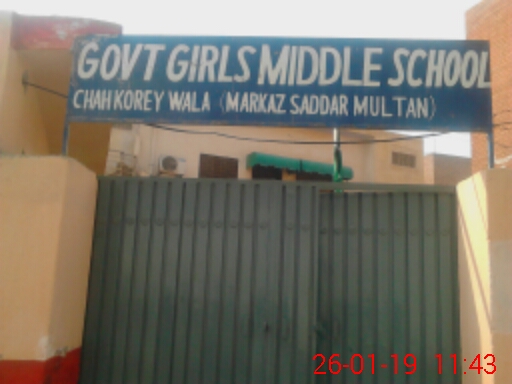 GOVT GIRLS MIDDLE SCHOOL
CHAH KOREY WALA (MARKAZ SADDAR MULTAN)
26-01-19 11:43